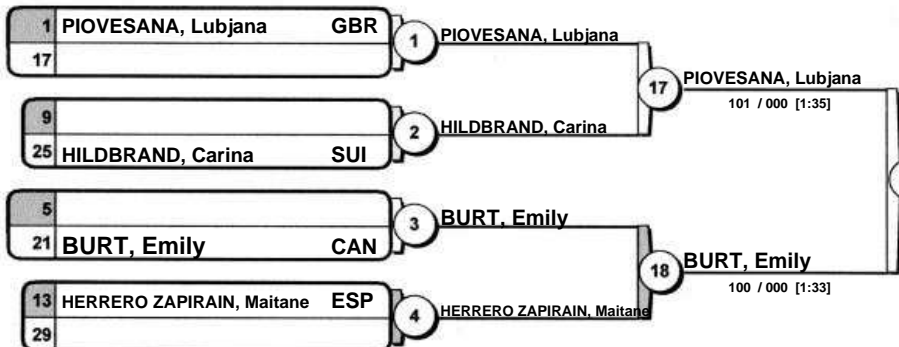 1 PIOVESANA, Lubjana GBR
17
1 PIOVESANA, Lubjana
9
25 HILDBRAND, Carina SUI
2 HILDBRAND, Carina
17 PIOVESANA, Lubjana
101 / 000 [1:35]
5
21 BURT, Emily CAN
3 BURT, Emily
13 HERRERO ZAPIRAIN, Maitane ESP
29
4 HERRERO ZAPIRAIN, Maitane
18 BURT, Emily
100 / 000 [1:33]